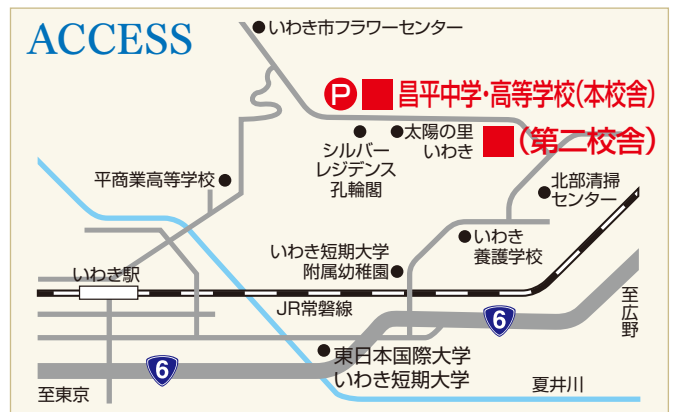 ACCESS
いわき市フラワーセンター
P 昌平中学・高等学校(本校舎)
(第二校舎)
シルバー
レジデンス
孔輪閣
太陽の里
いわき
平商業高等学校
北部清掃
センター
いわき
養護学校
いわき短期大学
附属幼稚園
いわき駅
JR常磐線
至広野
6
6
東日本国際大学
いわき短期大学
至東京
夏井川